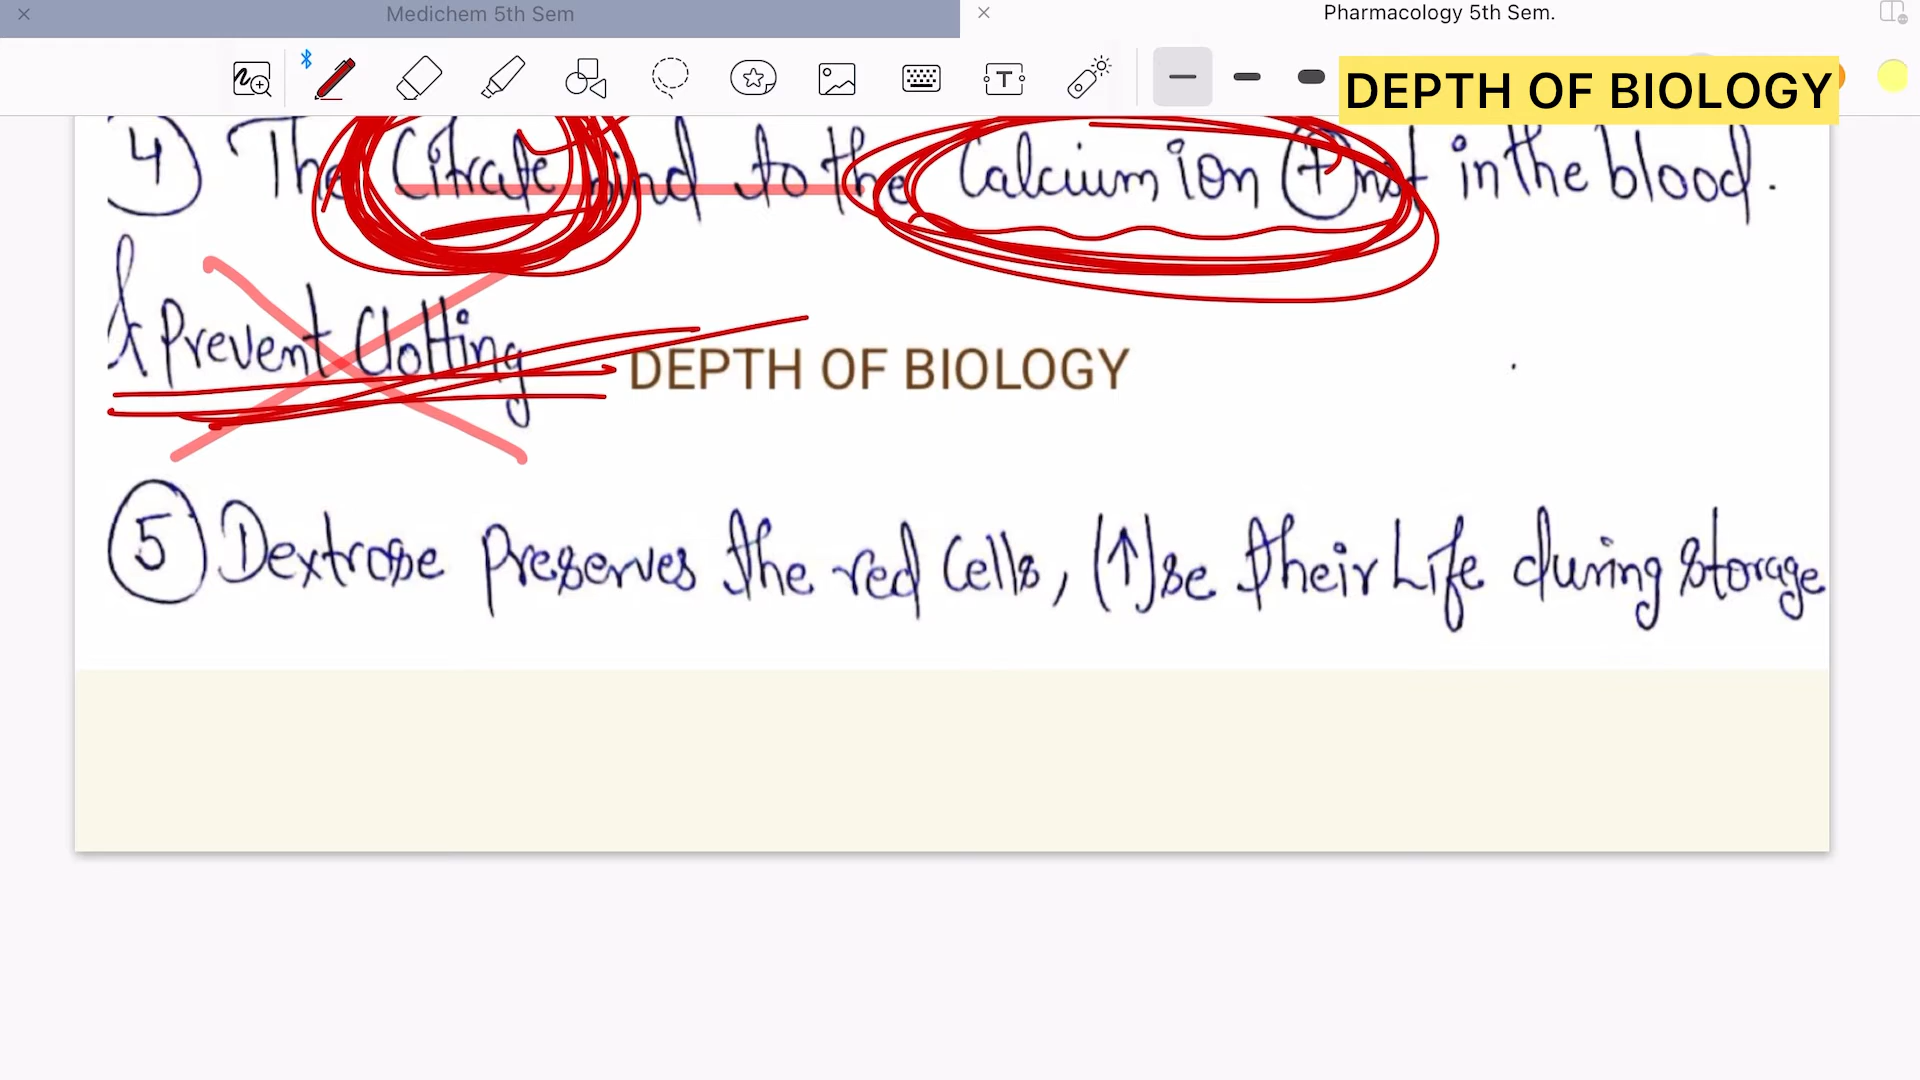 Medichem 5th Sem
Pharmacology 5th Sem.
DEPTH OF BIOLOGY
4) The Citrate bind to the Calcium ion (+)nt in the blood.
& Prevent Clotting
DEPTH OF BIOLOGY
5 Dextrose preserves the red Cells, (↑)se their Life during storage